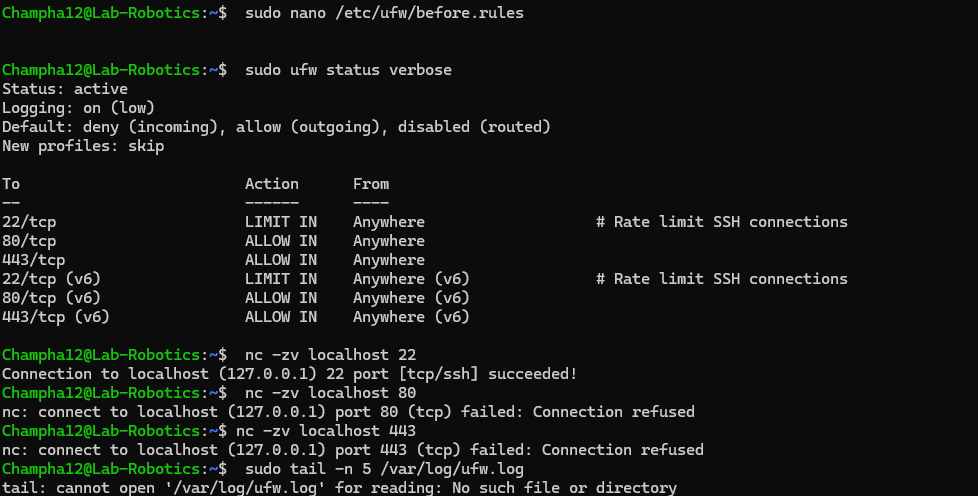 Champha12@Lab-Robotics:~$  sudo nano /etc/ufw/before.rules
Champha12@Lab-Robotics:~$  sudo ufw status verbose
Status: active
Logging: on (low)
Default: deny (incoming), allow (outgoing), disabled (routed)
New profiles: skip
To                         Action      From
--                         ------      ----
22/tcp                     LIMIT IN    Anywhere                   # Rate limit SSH connections
80/tcp                     ALLOW IN    Anywhere
443/tcp                    ALLOW IN    Anywhere
22/tcp (v6)                LIMIT IN    Anywhere (v6)              # Rate limit SSH connections
80/tcp (v6)                ALLOW IN    Anywhere (v6)
443/tcp (v6)               ALLOW IN    Anywhere (v6)
Champha12@Lab-Robotics:~$  nc -zv localhost 22
Connection to localhost (127.0.0.1) 22 port [tcp/ssh] succeeded!
Champha12@Lab-Robotics:~$  nc -zv localhost 80
nc: connect to localhost (127.0.0.1) port 80 (tcp) failed: Connection refused
Champha12@Lab-Robotics:~$ nc -zv localhost 443
nc: connect to localhost (127.0.0.1) port 443 (tcp) failed: Connection refused
Champha12@Lab-Robotics:~$  sudo tail -n 5 /var/log/ufw.log
tail: cannot open '/var/log/ufw.log' for reading: No such file or directory